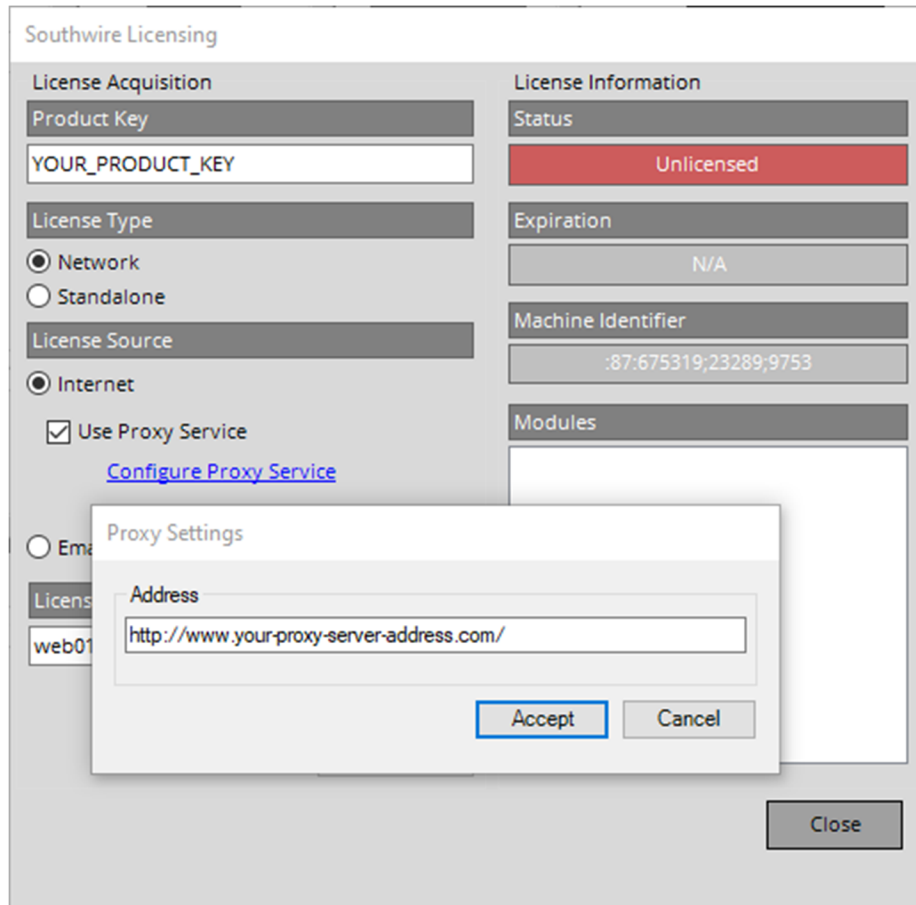 Southwire Licensing
License Acquisition
Product Key
YOUR_PRODUCT_KEY
License Type
Network
Standalone
License Source
Internet
Use Proxy Service
Configure Proxy Service
License Information
Status
Unlicensed
Expiration
N/A
Machine Identifier
:87:675319;23289;9753
Modules
Proxy Settings
Address
http://www.your-proxy-server-address.com/
Accept
Cancel
Close